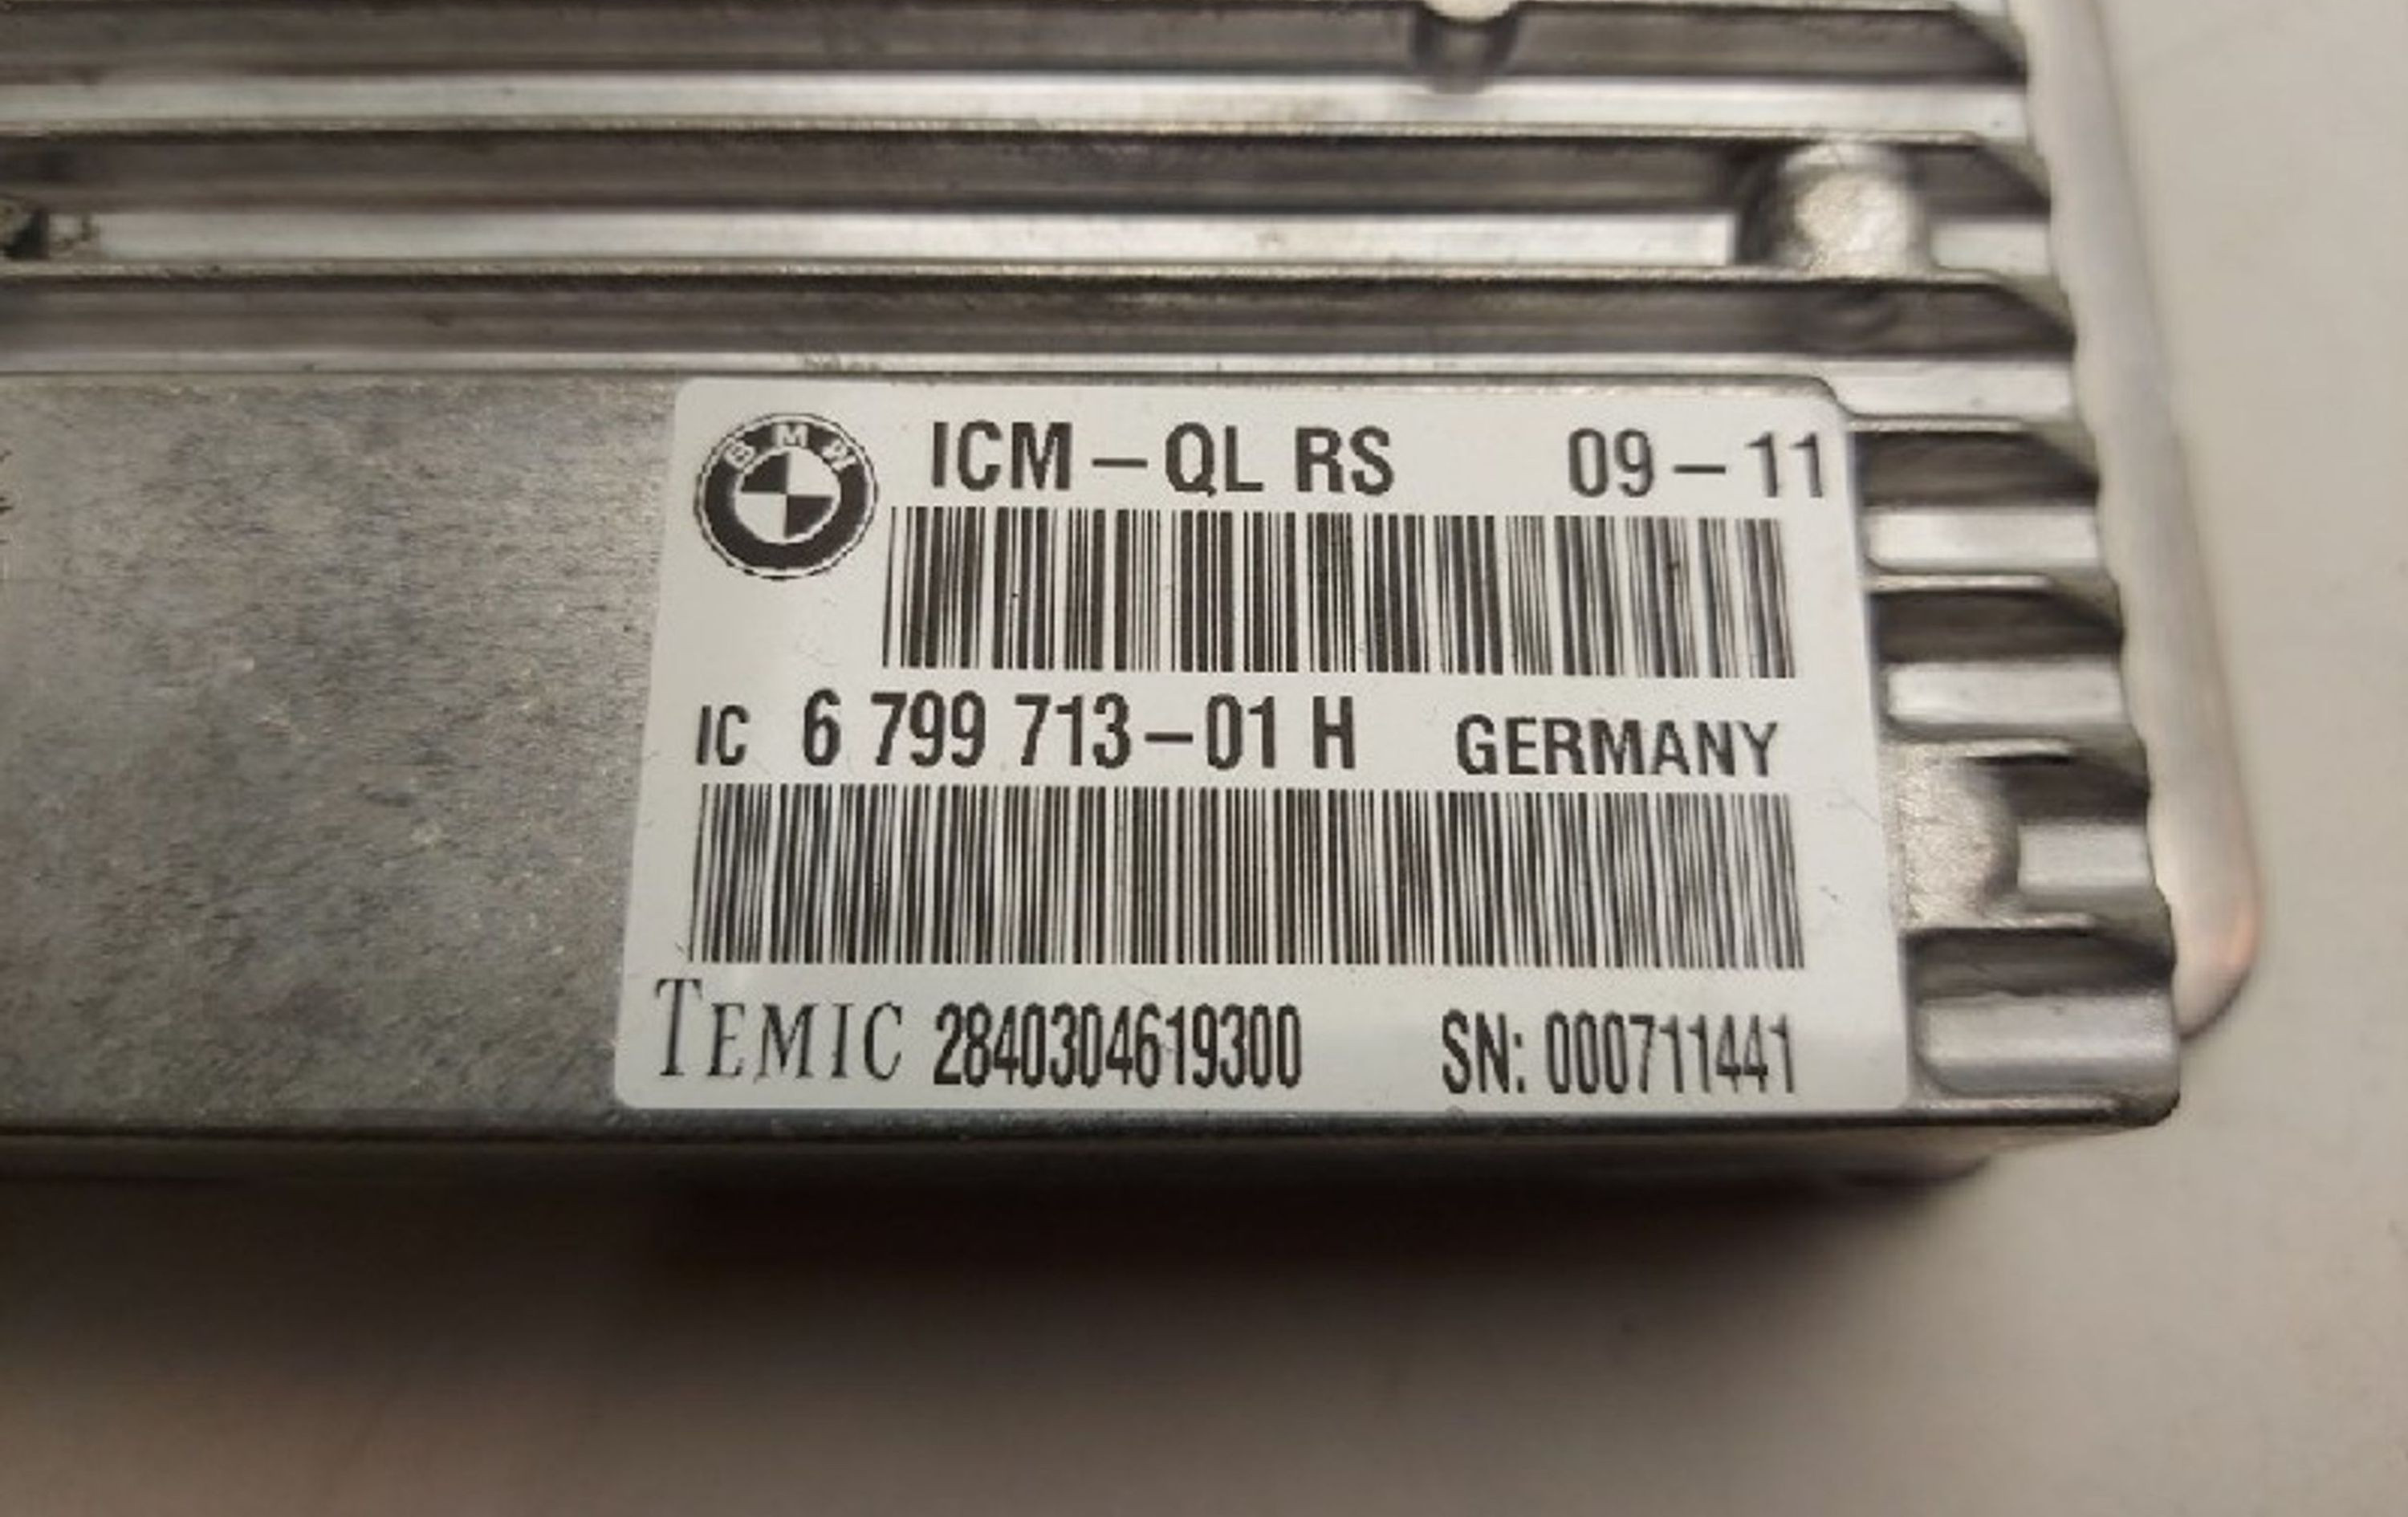 BMW
ICM-QL RS 09-11
IC 6 799 713-01 H GERMANY
TEMIC 2840304619300 SN: 000711441